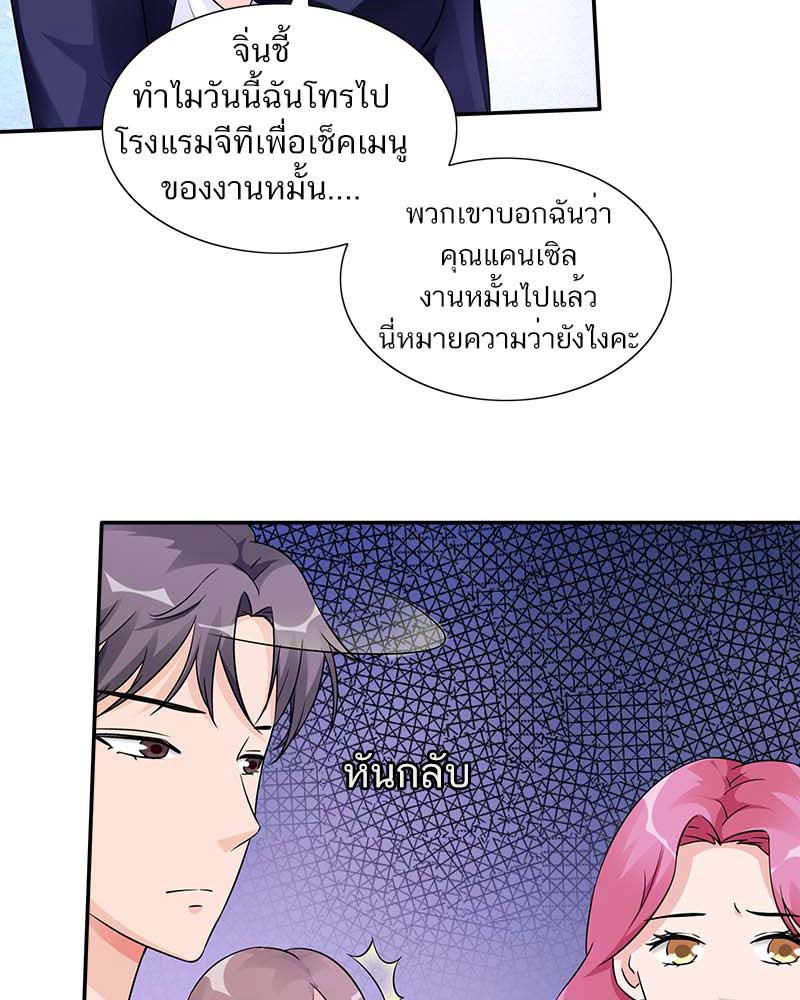 จิ่นชี้
ทำไมวันนี้ฉันโทรไป
โรงแรมจีทีเพื่อเช็คเมนู
ของงานหมั้น....
พวกเขาบอกฉันว่า
คุณแคนเซิล
งานหมั้นไปแล้ว
นี่หมายความว่ายังไงคะ
หันกลับ